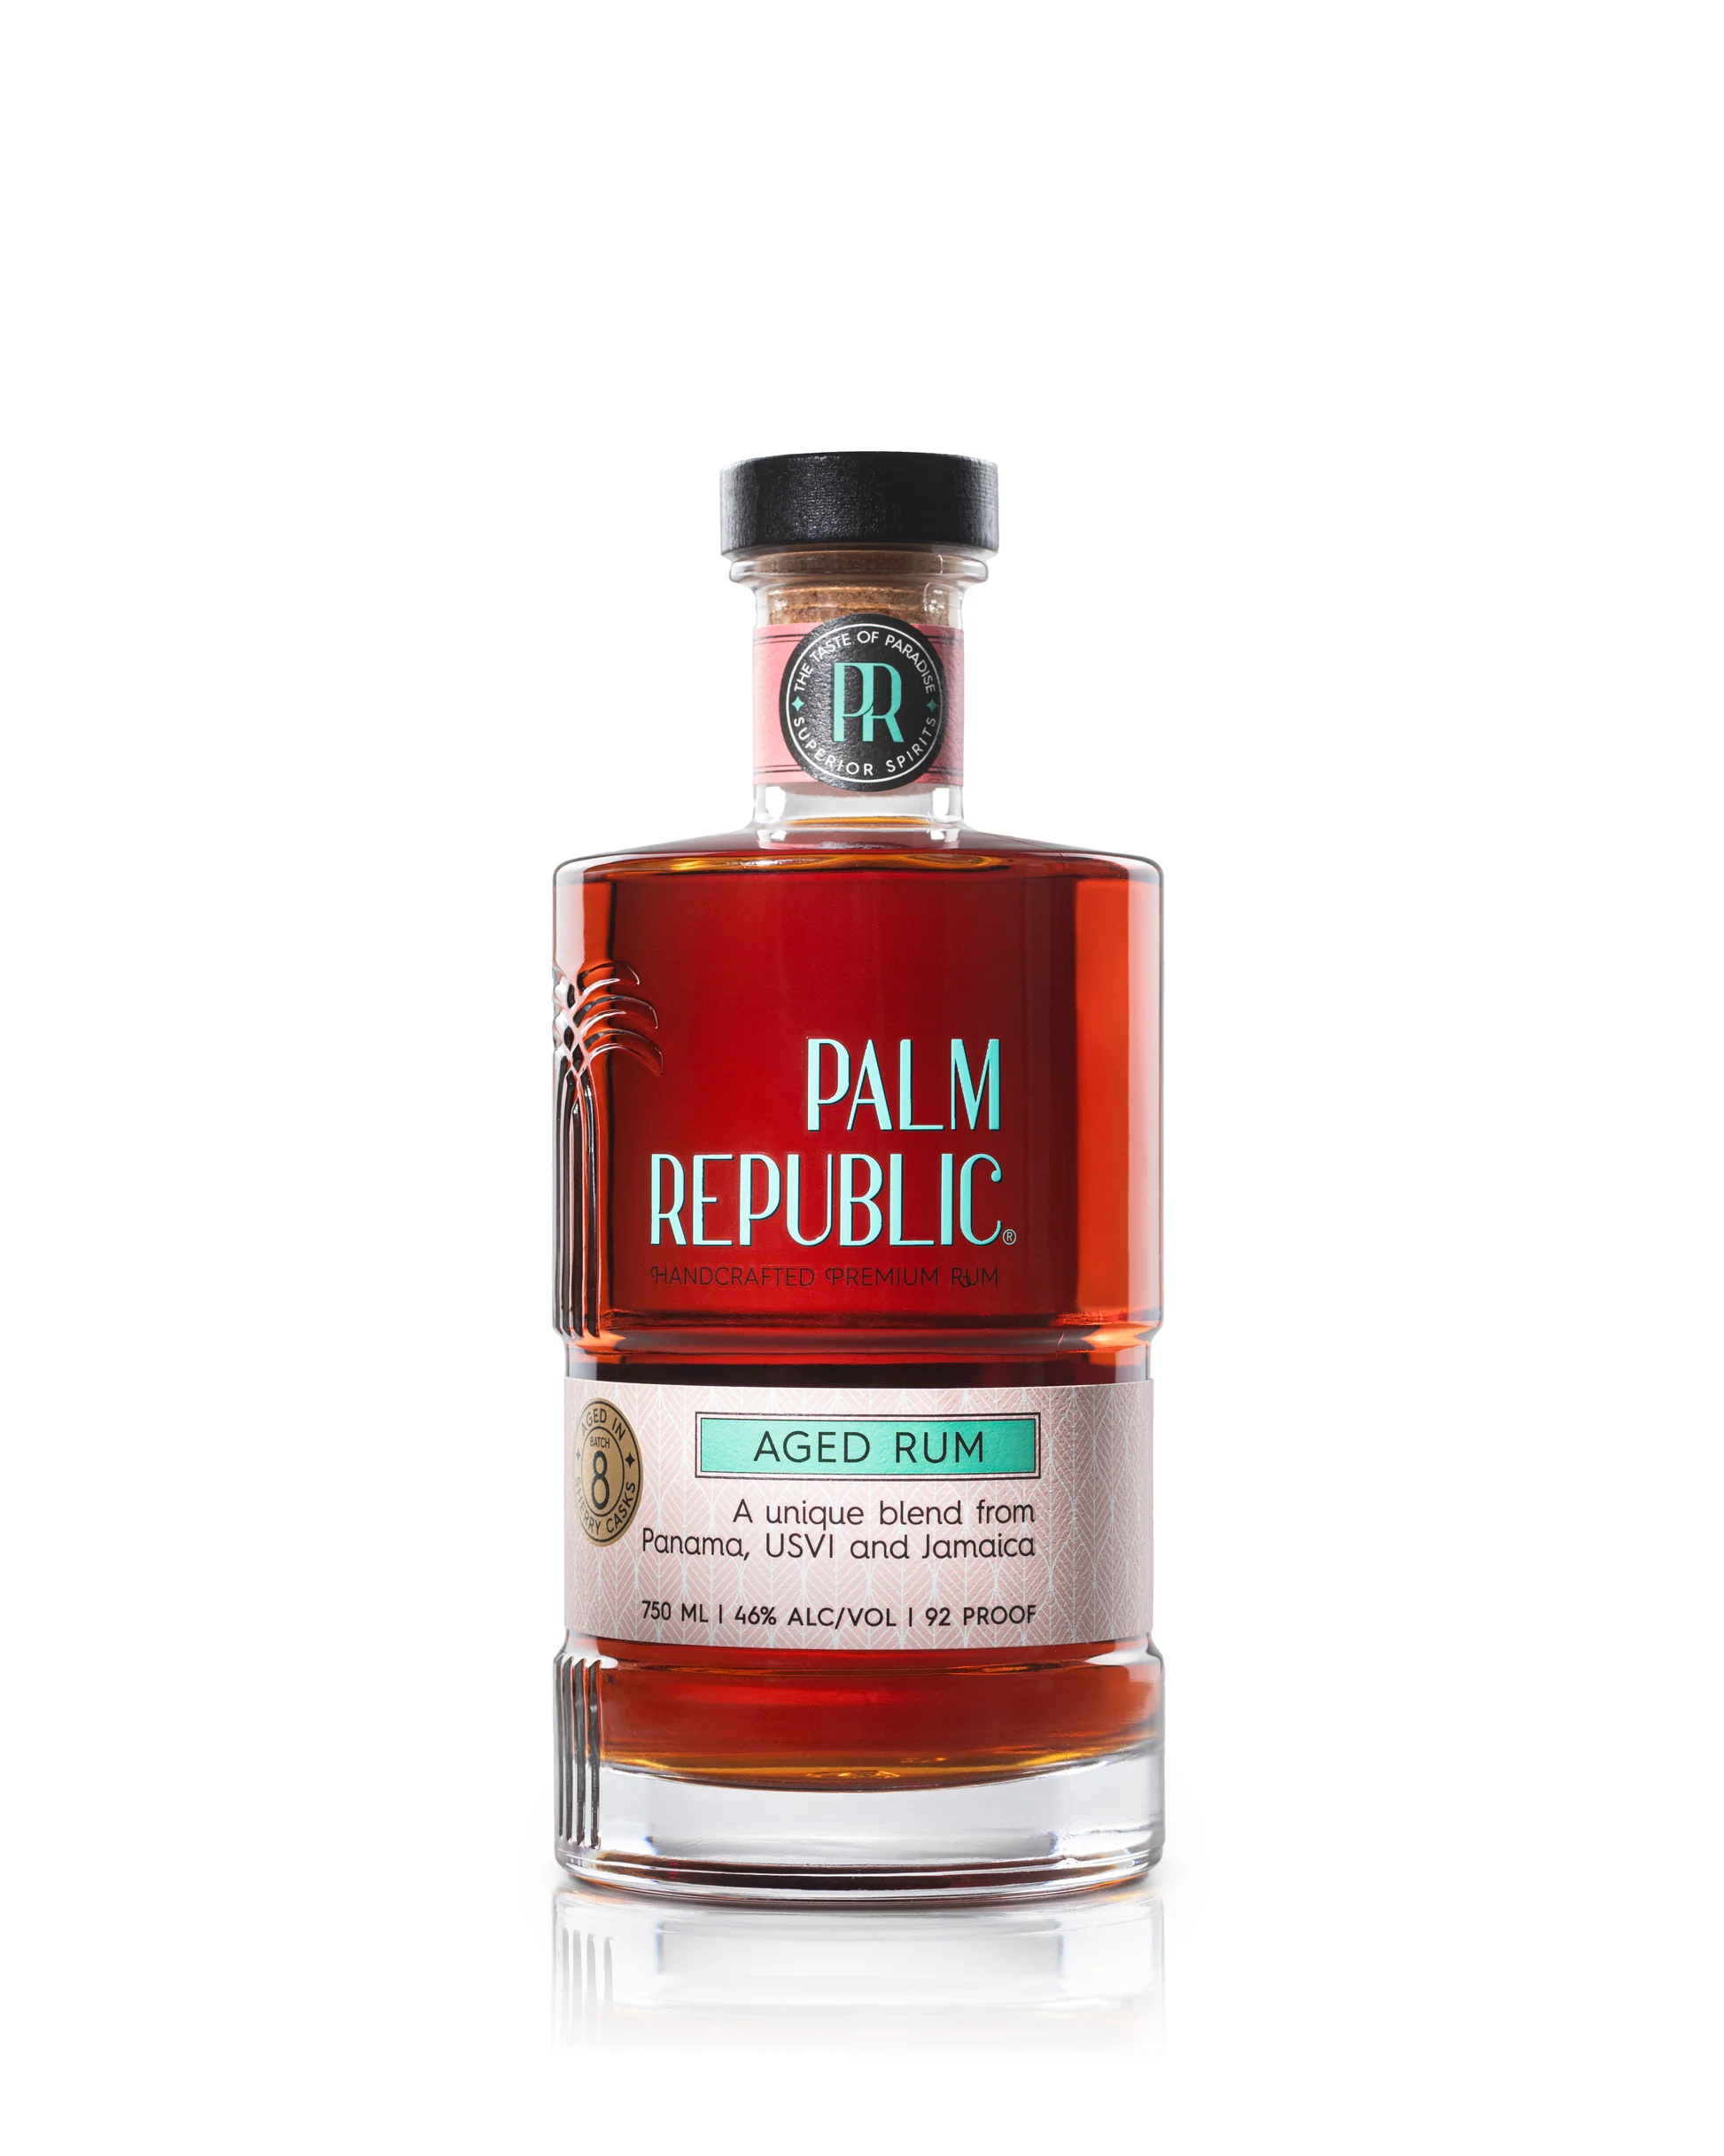 THE TASTE OF PARADISE
PR
SUPERIOR SPIRITS
PALM
REPUBLIC®
HANDCRAFTED PREMIUM RUM
AGED IN
BATCH
8
SHERRY CASKS
AGED RUM
A unique blend from
Panama, USVI and Jamaica
750 ML | 46% ALC/VOL | 92 PROOF